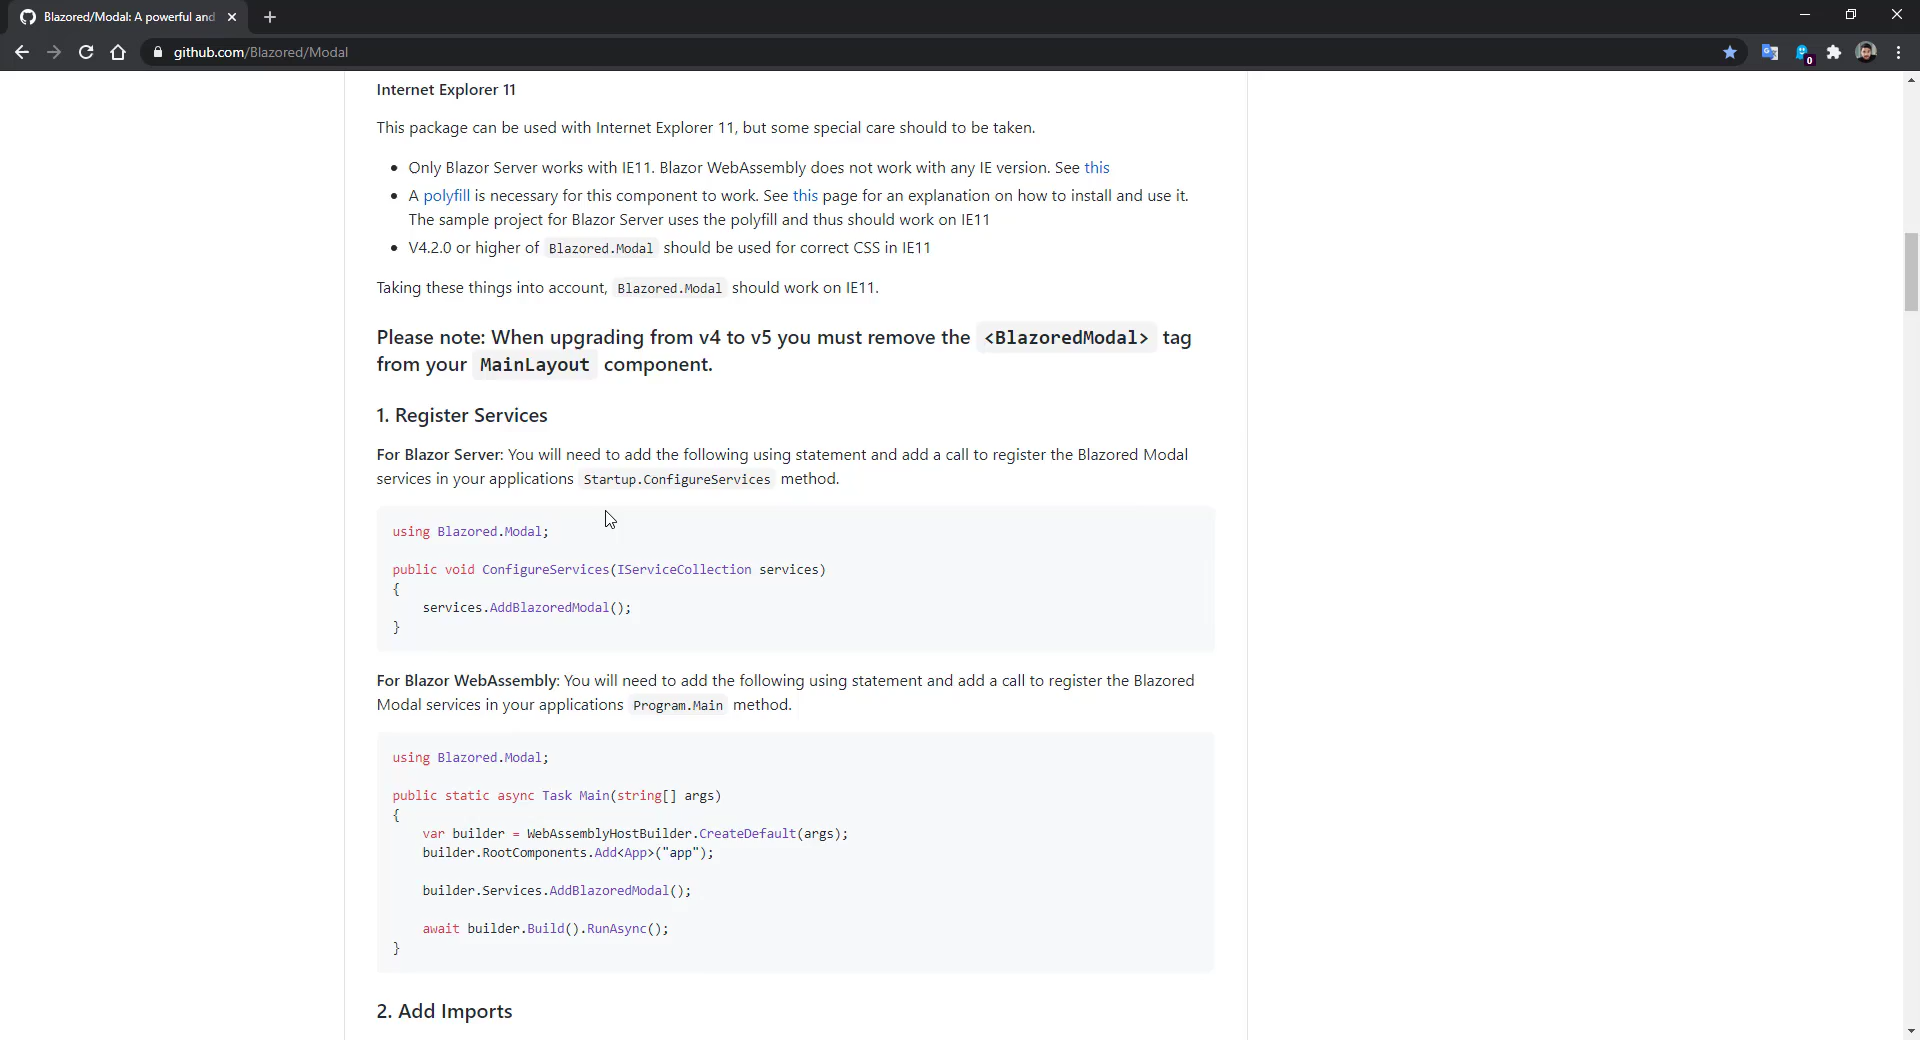 Blazored/Modal: A powerful and
github.com/Blazored/Modal
0
Internet Explorer 11
This package can be used with Internet Explorer 11, but some special care should to be taken.
Only Blazor Server works with IE11. Blazor WebAssembly does not work with any IE version. See this
A polyfill is necessary for this component to work. See this page for an explanation on how to install and use it.
The sample project for Blazor Server uses the polyfill and thus should work on IE11
V4.2.0 or higher of Blazored.Modal should be used for correct CSS in IE11
Taking these things into account, Blazored.Modal should work on IE11.
Please note: When upgrading from v4 to v5 you must remove the <BlazoredModal> tag
from your MainLayout component.
1. Register Services
For Blazor Server: You will need to add the following using statement and add a call to register the Blazored Modal
services in your applications Startup.ConfigureServices method.
using Blazored.Modal;
public void ConfigureServices(IServiceCollection services)
{
    services.AddBlazoredModal();
}
For Blazor WebAssembly: You will need to add the following using statement and add a call to register the Blazored
Modal services in your applications Program.Main method.
using Blazored.Modal;
public static async Task Main(string[] args)
{
    var builder = WebAssemblyHostBuilder.CreateDefault(args);
    builder.RootComponents.Add<App>("app");
    builder.Services.AddBlazoredModal();
    await builder.Build().RunAsync();
}
2. Add Imports